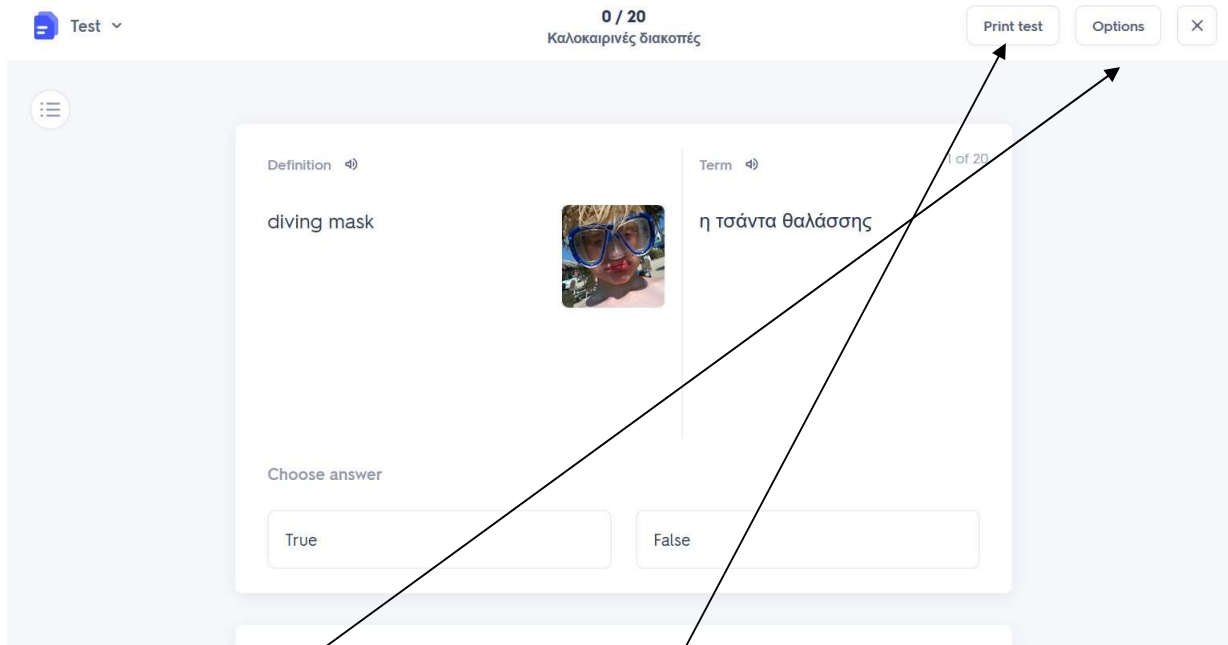 Test
0 / 20
Καλοκαιρινές διακοπές
Print test
Options
Definition
Term
1 of 20
diving mask
η τσάντα θαλάσσης
Choose answer
True
False